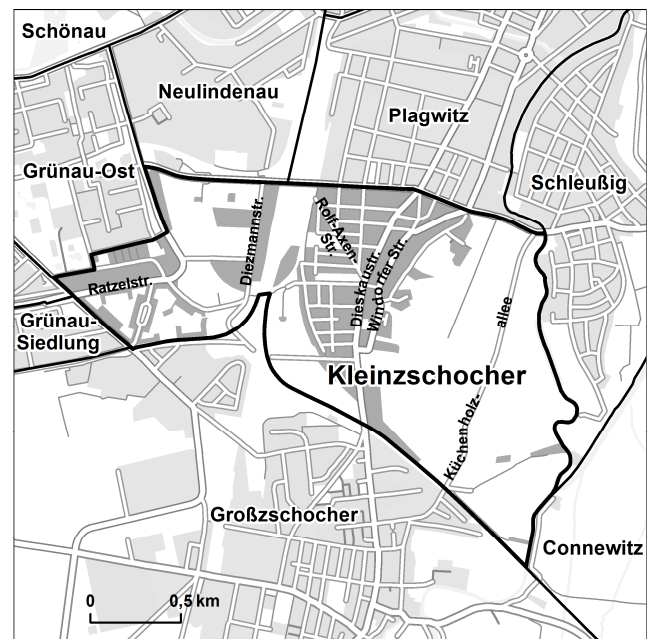 Schönau
Neulindenau
Plagwitz
Grünau-Ost
Schleußig
Rolf-Axen-
Str.
Diezmannstr.
Dieskaustr.
Windorfer Str.
Ratzelstr.
allee
Grünau-
Siedlung
Kleinzschocher
Küchenholz-
Großzschocher
Connewitz
0 0,5 km